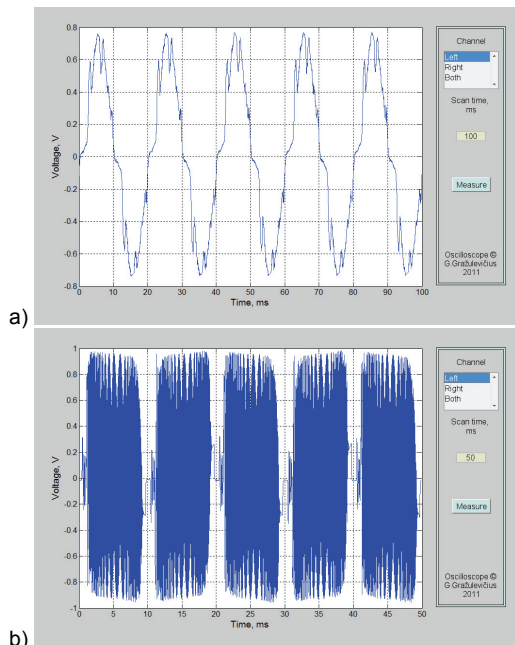 a)
0.8
0.6
0.4
0.2
0
0.2
0.4
0.6
0.8
Voltage, V
0 10 20 30 40 50 60 70 80 90 100
Time, ms
Channel
Left
Right
Both
Scan time,
ms
100
Measure
Oscilloscope ©
G.Gražulevičius
2011
b)
1
0.8
0.6
0.4
0.2
0
-0.2
-0.4
-0.6
-0.8
-1
Voltage, V
0 5 10 15 20 25 30 35 40 45 50
Time, ms
Channel
Left
Right
Both
Scan time,
ms
50
Measure
Oscilloscope ©
G.Gražulevičius
2011